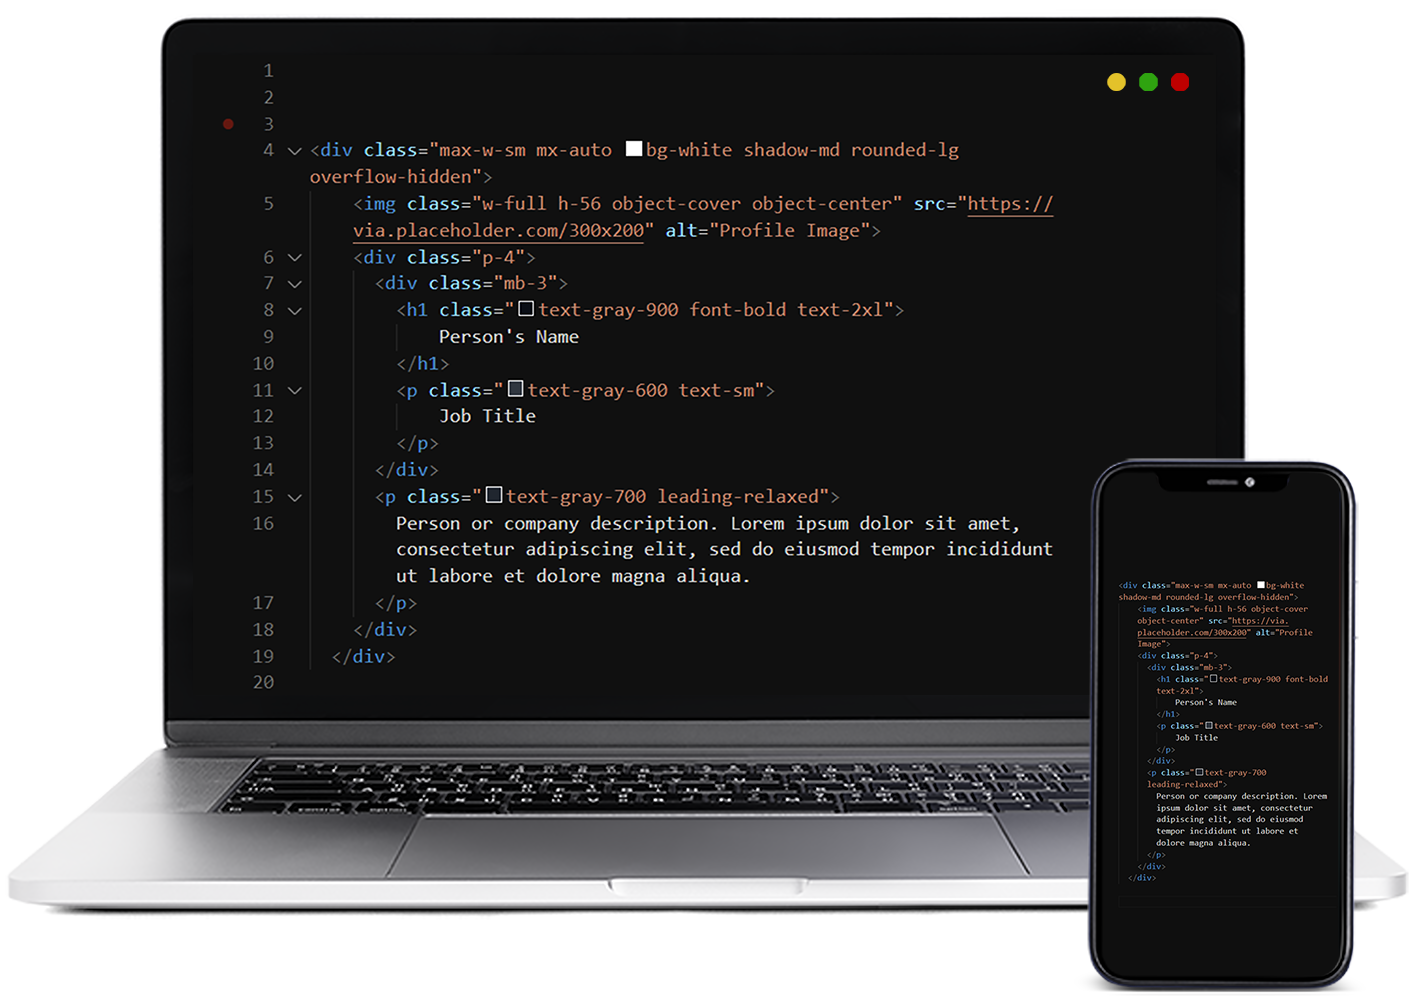 1
2
3
4 <div class="max-w-sm mx-auto bg-white shadow-md rounded-lg
overflow-hidden">
5 <img class="w-full h-56 object-cover object-center" src="https://
via.placeholder.com/300x200" alt="Profile Image">
6 <div class="p-4">
7 <div class="mb-3">
8 <h1 class="text-gray-900 font-bold text-2xl">
9 Person's Name
10 </h1>
11 <p class="text-gray-600 text-sm">
12 Job Title
13 </p>
14 </div>
15 <p class="text-gray-700 leading-relaxed">
16 Person or company description. Lorem ipsum dolor sit amet,
consectetur adipiscing elit, sed do eiusmod tempor incididunt
ut labore et dolore magna aliqua.
17 </p>
18 </div>
19 </div>
20
<div class="max-w-sm mx-auto bg-white
shadow-md rounded-lg overflow-hidden">
<img class="w-full h-56 object-cover
object-center" src="https://via.
placeholder.com/300x200" alt="Profile
Image">
<div class="p-4">
<div class="mb-3">
<h1 class="text-gray-900 font-bold
text-2xl">
Person's Name
</h1>
<p class="text-gray-600 text-sm">
Job Title
</p>
</div>
<p class="text-gray-700
leading-relaxed">
Person or company description. Lorem
ipsum dolor sit amet, consectetur
adipiscing elit, sed do eiusmod
tempor incididunt ut labore et
dolore magna aliqua.
</p>
</div>
</div>